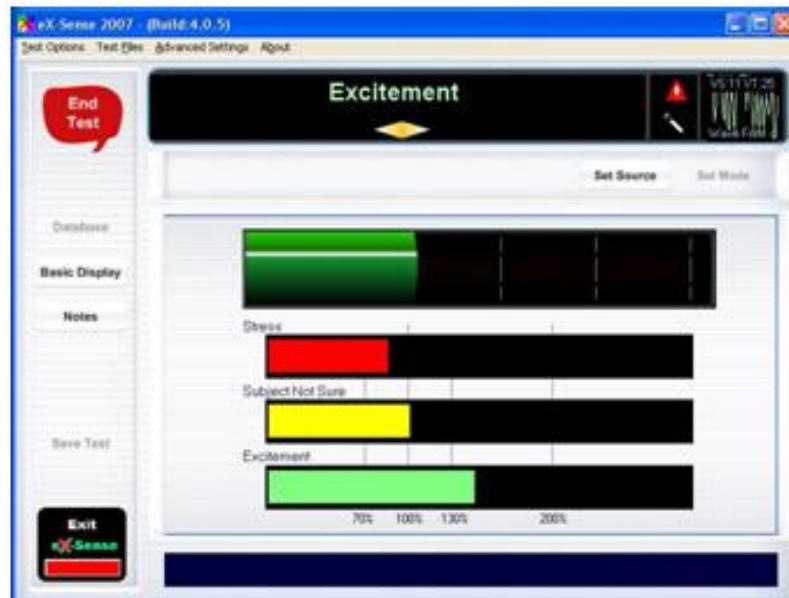 eX-Sense 2007 - (Build:4.0.5)
Test Options Test Files Advanced Settings About
End
Test
Excitement
Set Source Set Mode
Database
Basic Display
Notes
Save Test
Stress
Subject Not Sure
Excitement
70% 100% 130% 200%
Exit
eX-Sense